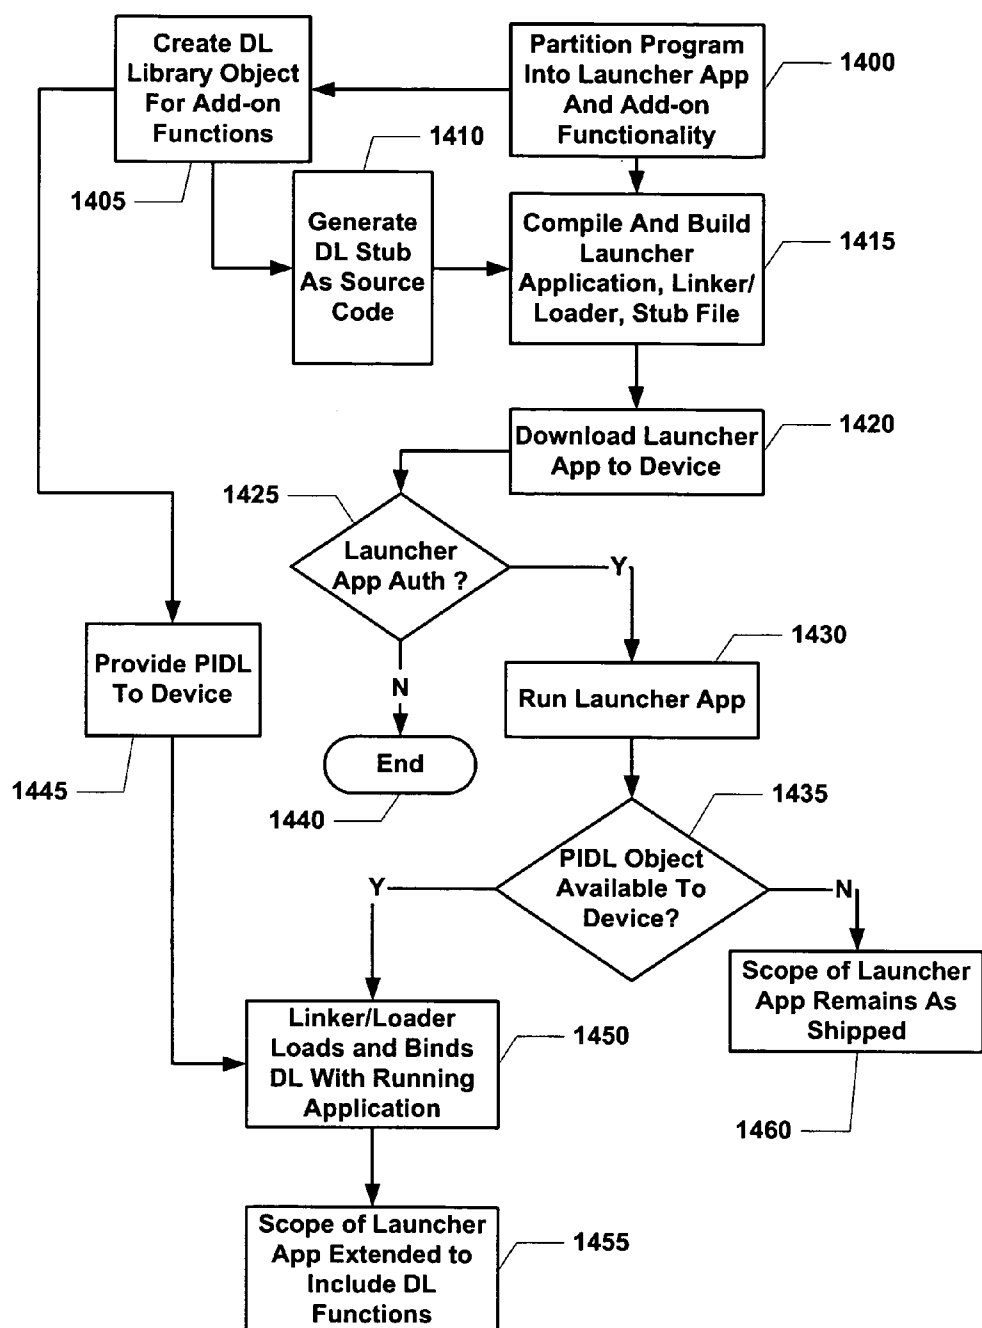 Create DL
Library Object
For Add-on
Functions
1405
Partition Program
Into Launcher App
And Add-on
Functionality
1400
1410
Generate
DL Stub
As Source
Code
Compile And Build
Launcher
Application, Linker/
Loader, Stub File
1415
Download Launcher
App to Device
1420
1425
Launcher
App Auth ?
Y
N
End
1440
1430
Run Launcher App
Provide PIDL
To Device
1445
1435
PIDL Object
Available To
Device?
Y
N
Scope of Launcher
App Remains As
Shipped
1460
Linker/Loader
Loads and Binds
DL With Running
Application
1450
Scope of Launcher
App Extended to
Include DL
Functions
1455